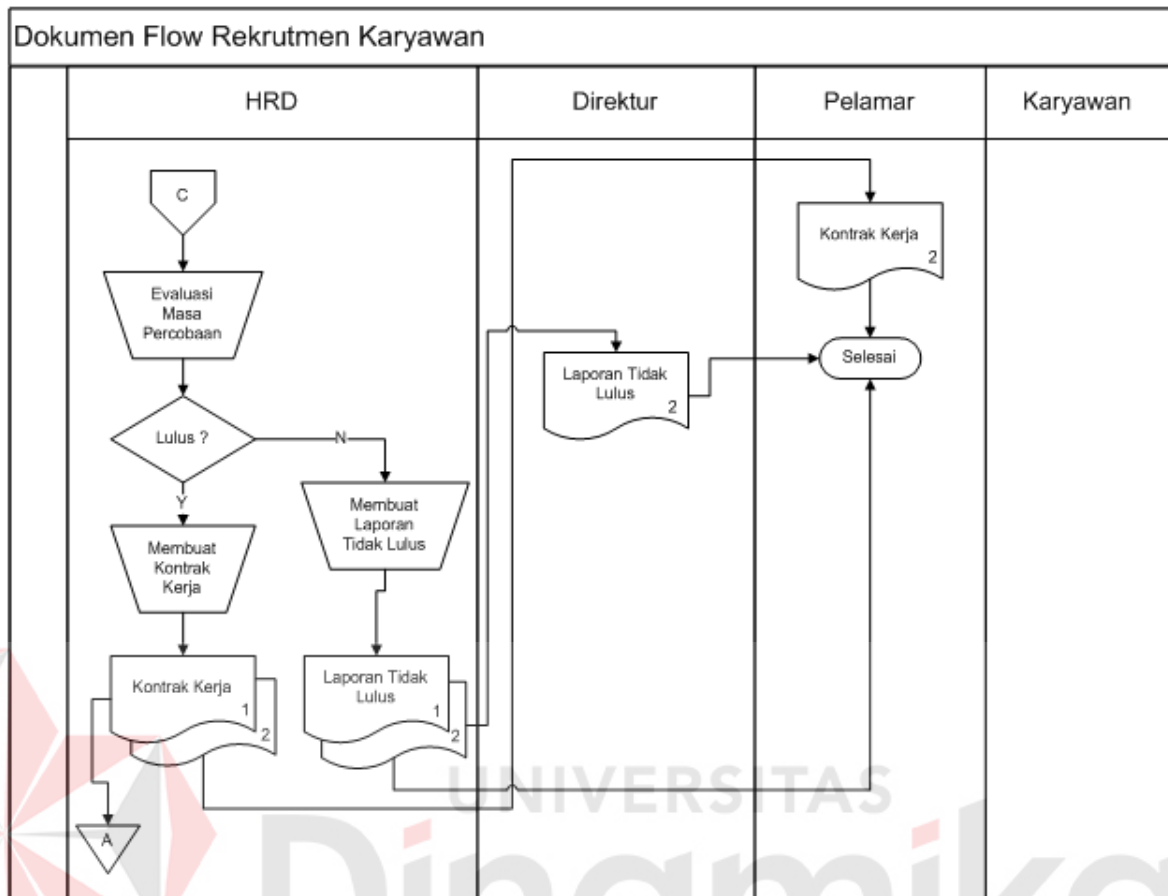 Dokumen Flow Rekrutmen Karyawan
HRD
Direktur
Pelamar
Karyawan
C
Evaluasi
Masa
Percobaan
Lulus ?
N
Y
Membuat
Kontrak
Kerja
Membuat
Laporan
Tidak Lulus
Kontrak Kerja
1
2
Laporan Tidak
Lulus
1
2
A
Laporan Tidak
Lulus
2
Kontrak Kerja
2
Selesai
UNIVERSITAS
Dinamika